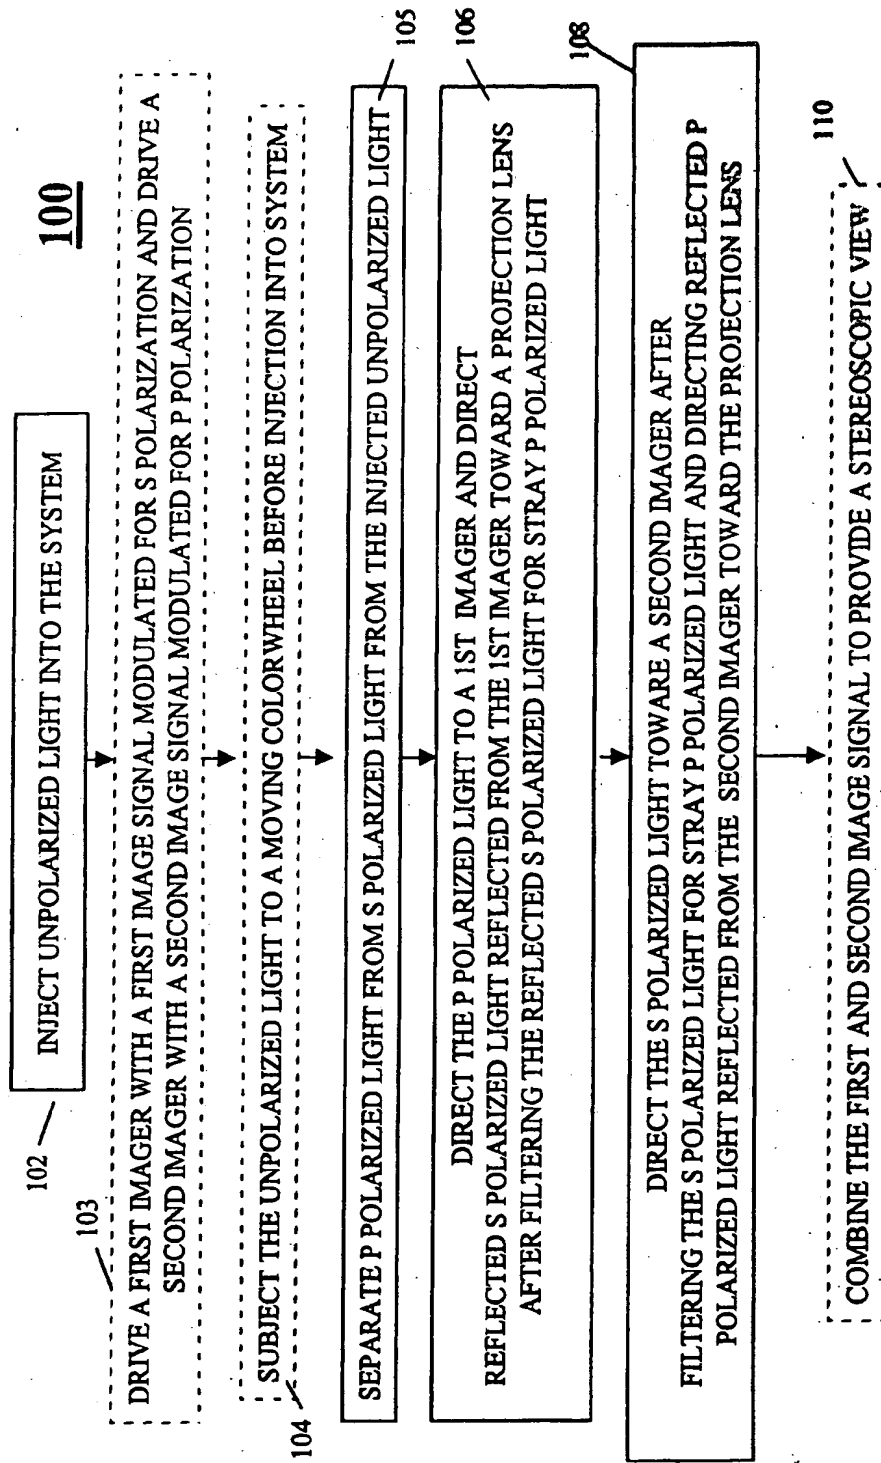 100
INJECT UNPOLARIZED LIGHT INTO THE SYSTEM
102
103
DRIVE A FIRST IMAGER WITH A FIRST IMAGE SIGNAL MODULATED FOR S POLARIZATION AND DRIVE A
SECOND IMAGER WITH A SECOND IMAGE SIGNAL MODULATED FOR P POLARIZATION
SUBJECT THE UNPOLARIZED LIGHT TO A MOVING COLORWHEEL BEFORE INJECTION INTO SYSTEM
104
SEPARATE P POLARIZED LIGHT FROM S POLARIZED LIGHT FROM THE INJECTED UNPOLARIZED LIGHT
105
DIRECT THE P POLARIZED LIGHT TO A 1ST IMAGER AND DIRECT
REFLECTED S POLARIZED LIGHT REFLECTED FROM THE 1ST IMAGER TOWARD A PROJECTION LENS
AFTER FILTERING THE REFLECTED S POLARIZED LIGHT FOR STRAY P POLARIZED LIGHT
106
DIRECT THE S POLARIZED LIGHT TOWARE A SECOND IMAGER AFTER
FILTERING THE S POLARIZED LIGHT FOR STRAY P POLARIZED LIGHT AND DIRECTING REFLECTED P
POLARIZED LIGHT REFLECTED FROM THE SECOND IMAGER TOWARD THE PROJECTION LENS
108
COMBINE THE FIRST AND SECOND IMAGE SIGNAL TO PROVIDE A STEREOSCOPIC VIEW
110